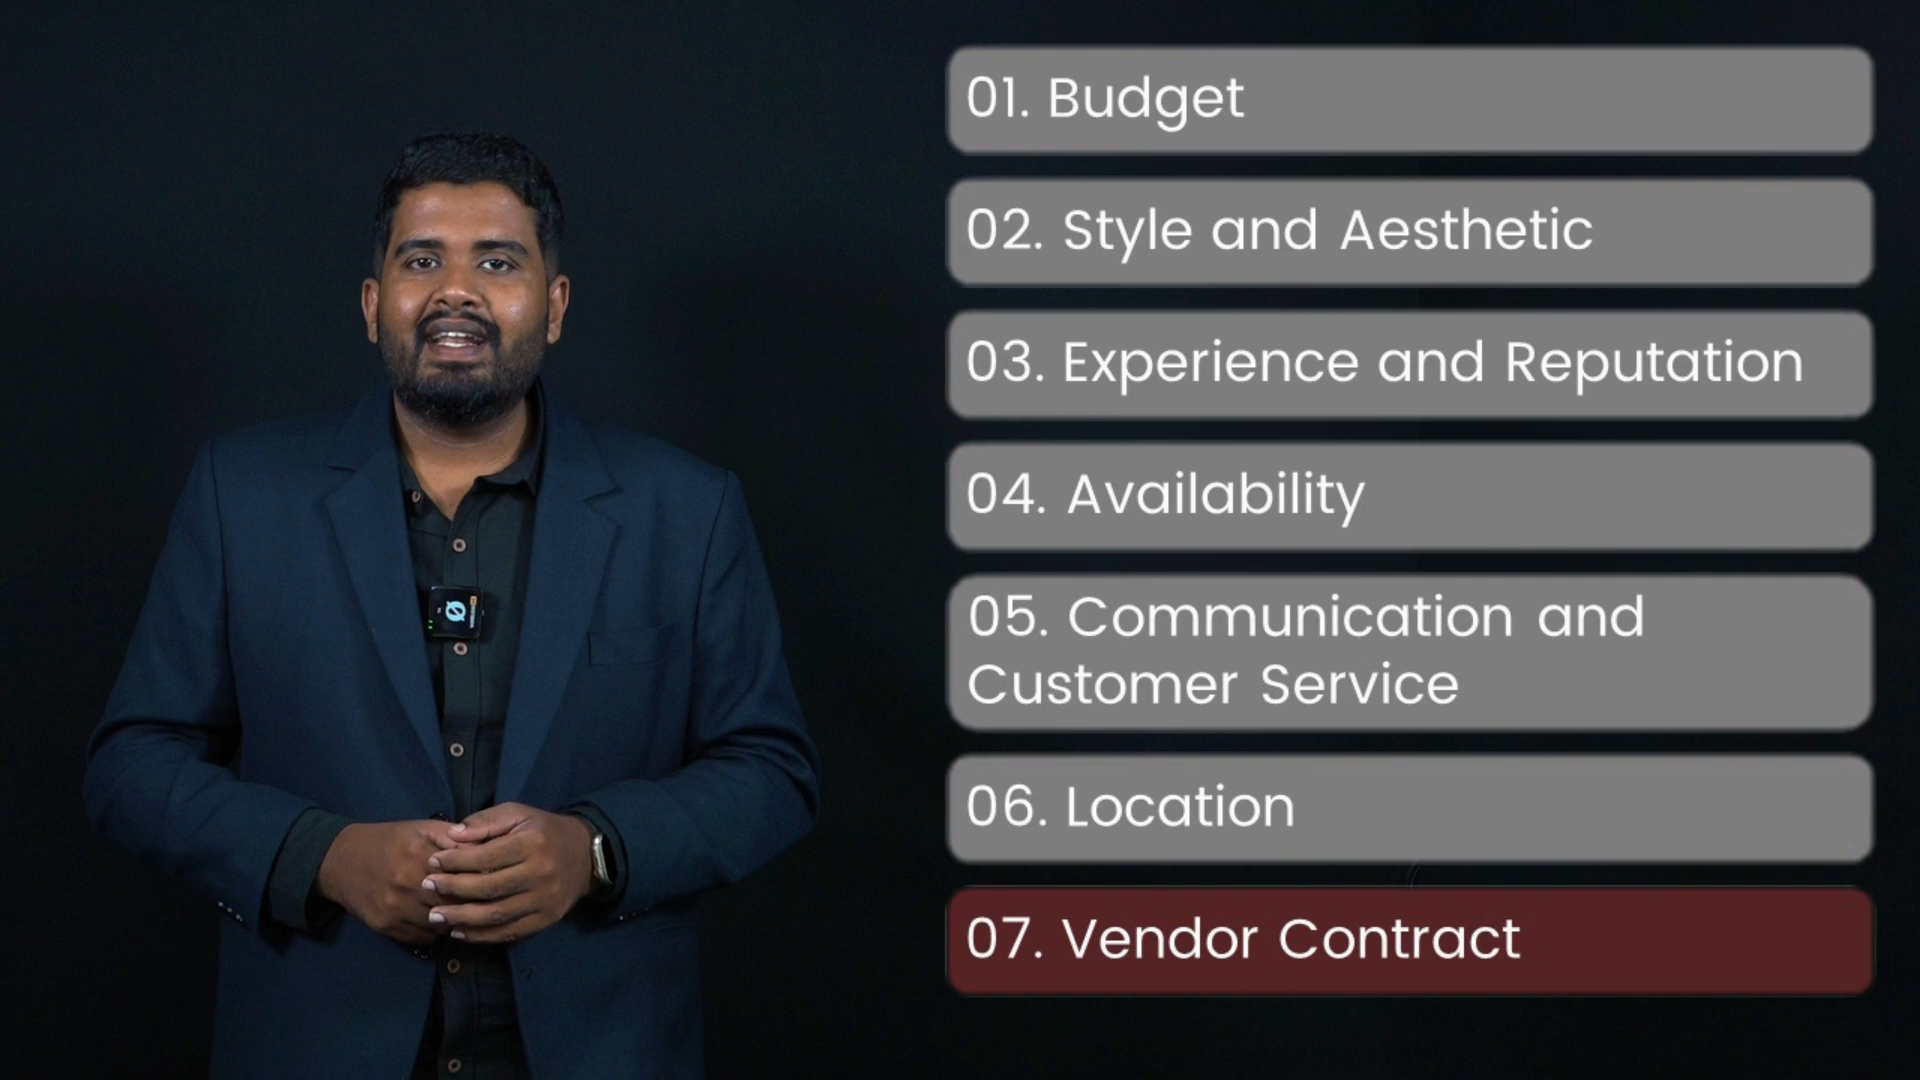 01. Budget
02. Style and Aesthetic
03. Experience and Reputation
04. Availability
05. Communication and
Customer Service
06. Location
07. Vendor Contract